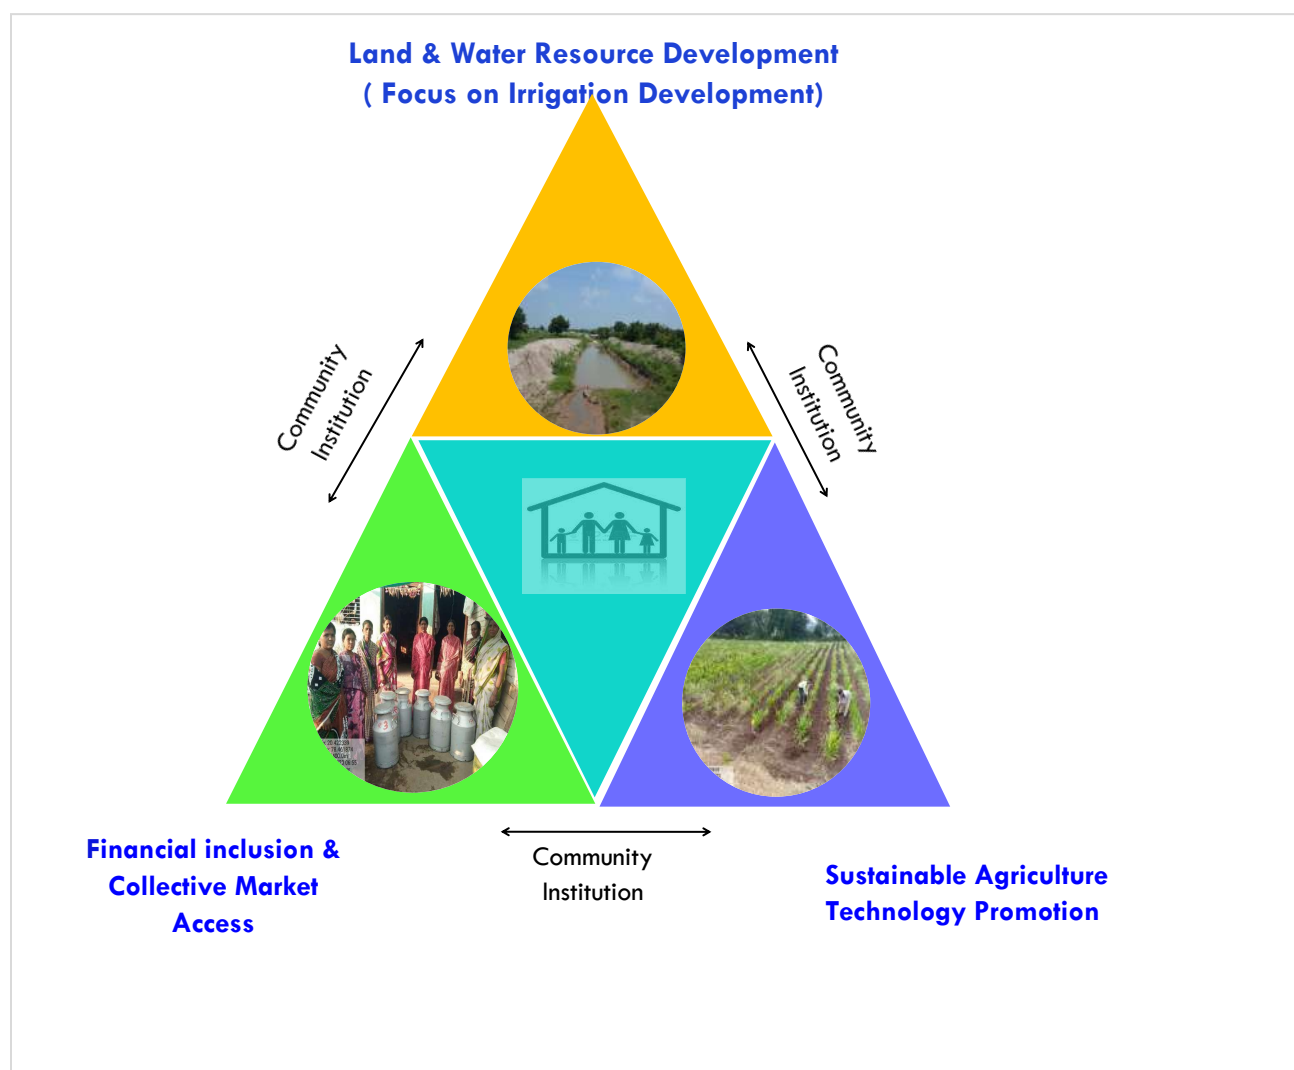 Land & Water Resource Development
( Focus on Irrigation Development)
Community
Institution
Community
Institution
Financial inclusion &
Collective Market
Access
Community
Institution
Sustainable Agriculture
Technology Promotion